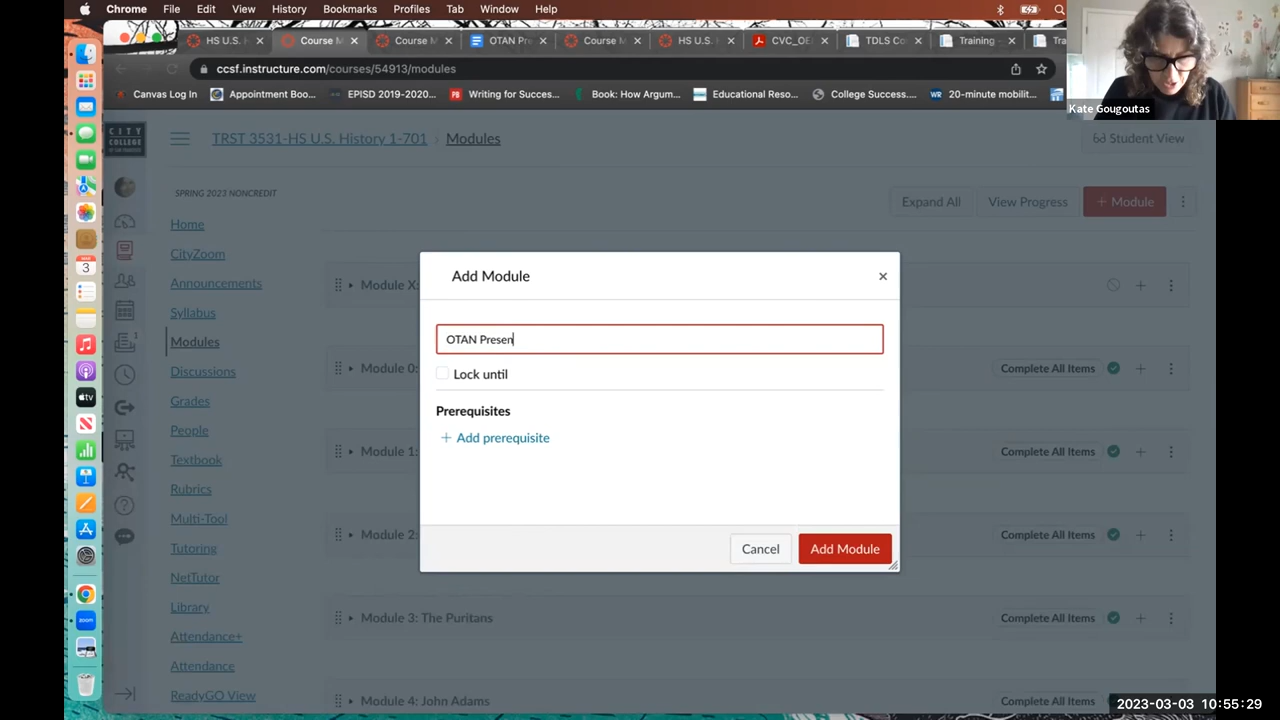 Chrome File Edit View History Bookmarks Profiles Tab Window Help
HS U.S. H Course M Course M OTAN Pr Course M HS U.S. CVC_OE TDLS Co Training - Tra
ccsf.instructure.com/courses/54913/modules
Canvas Log In Appointment Boo... EPISD 2019-2020... Writing for Succes... Book: How Argum... Educational Reso... College Success.... 20-minute mobilit...
Kate Gougoutas
CITY COLLEGE
TRST 3531-HS U.S. History 1-701 › Modules
Student View
SPRING 2023 NONCREDIT
Expand All View Progress + Module
Home
CityZoom
Announcements
Syllabus
Modules
Discussions
Grades
People
Textbook
Rubrics
Multi-Tool
Tutoring
NetTutor
Library
Attendance+
Attendance
ReadyGO View
Module X:
Module 0: Complete All Items
Module 1: Complete All Items
Module 2: Complete All Items
Module 3: The Puritans Complete All Items
Module 4: John Adams Complete All Items
Add Module ×
OTAN Presen
Lock until
Prerequisites
+ Add prerequisite
Cancel Add Module
MAR
3
1
tv
zoom
2023-03-03 10:55:29